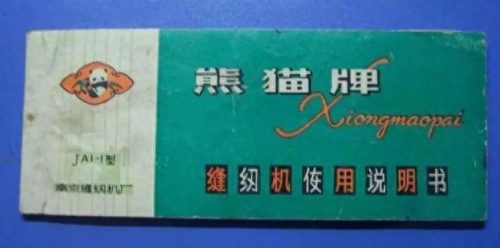 JA1-1型
南京缝纫机厂
熊猫牌
Xiongmaopai
缝纫机使用说明书